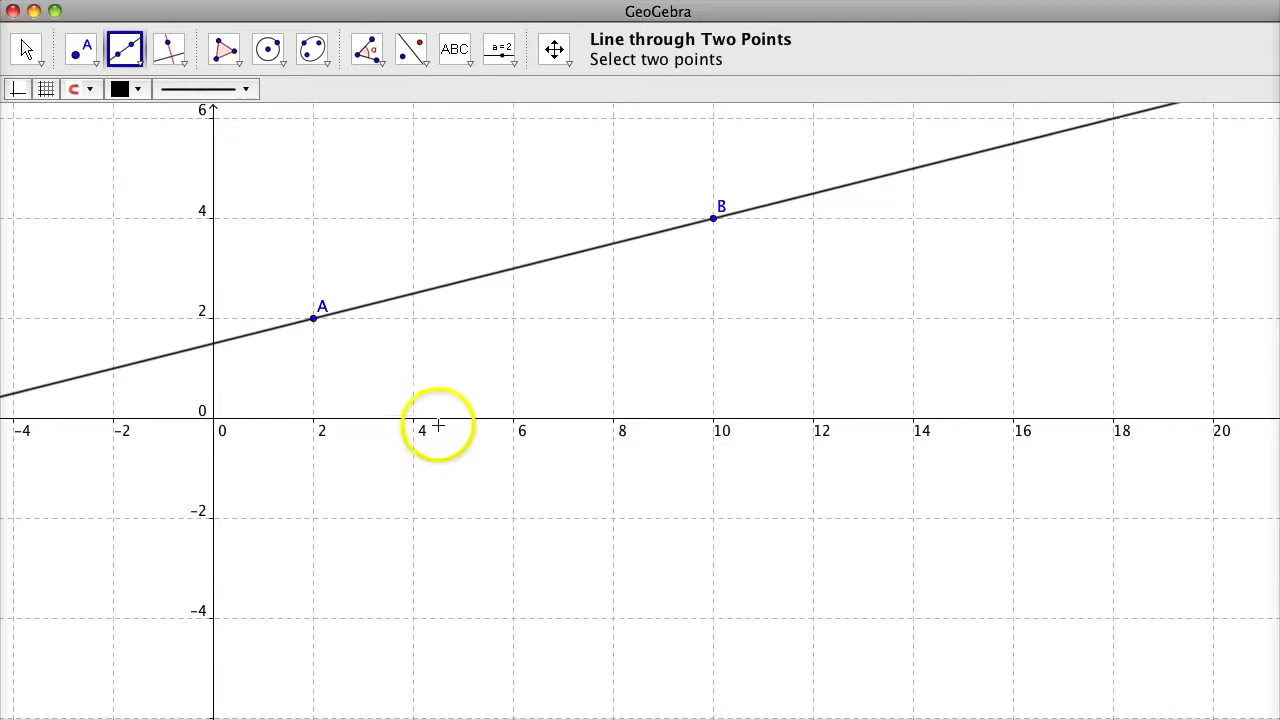 GeoGebra
A
α
ABC
a=2
Line through Two Points
Select two points
6
4
B
2
A
0
-4 -2 0 2 4 6 8 10 12 14 16 18 20
-2
-4